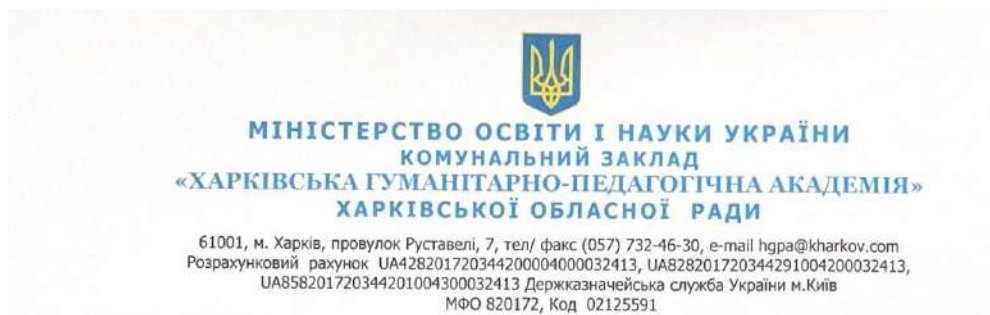 МІНІСТЕРСТВО ОСВІТИ І НАУКИ УКРАЇНИ
КОМУНАЛЬНИЙ ЗАКЛАД
«ХАРКІВСЬКА ГУМАНІТАРНО-ПЕДАГОГІЧНА АКАДЕМІЯ»
ХАРКІВСЬКОЇ ОБЛАСНОЇ РАДИ
61001, м. Харків, провулок Руставелі, 7, тел/ факс (057) 732-46-30, e-mail hgpa@kharkov.com
Розрахунковий рахунок UA428201720344200004000032413, UA828201720344291004200032413,
UA858201720344201004300032413 Держказначейська служба України м.Київ
МФО 820172, Код 02125591